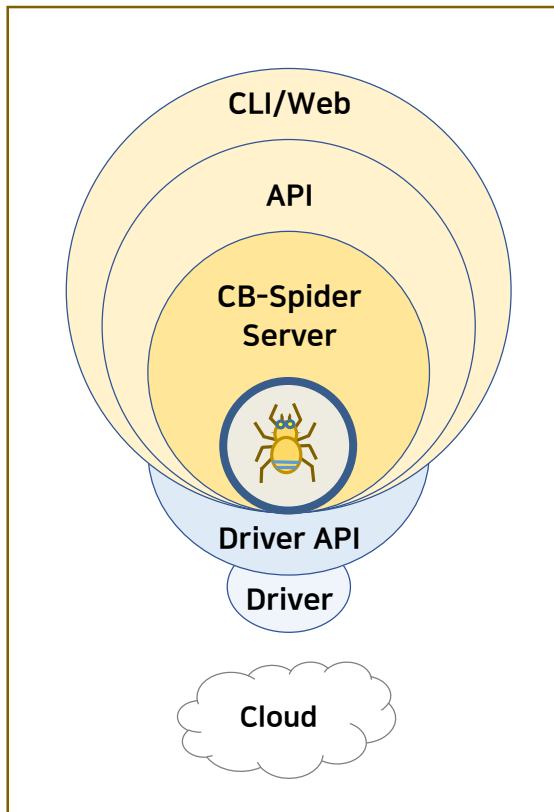 CLI/Web
API
CB-Spider
Server
Driver API
Driver
Cloud